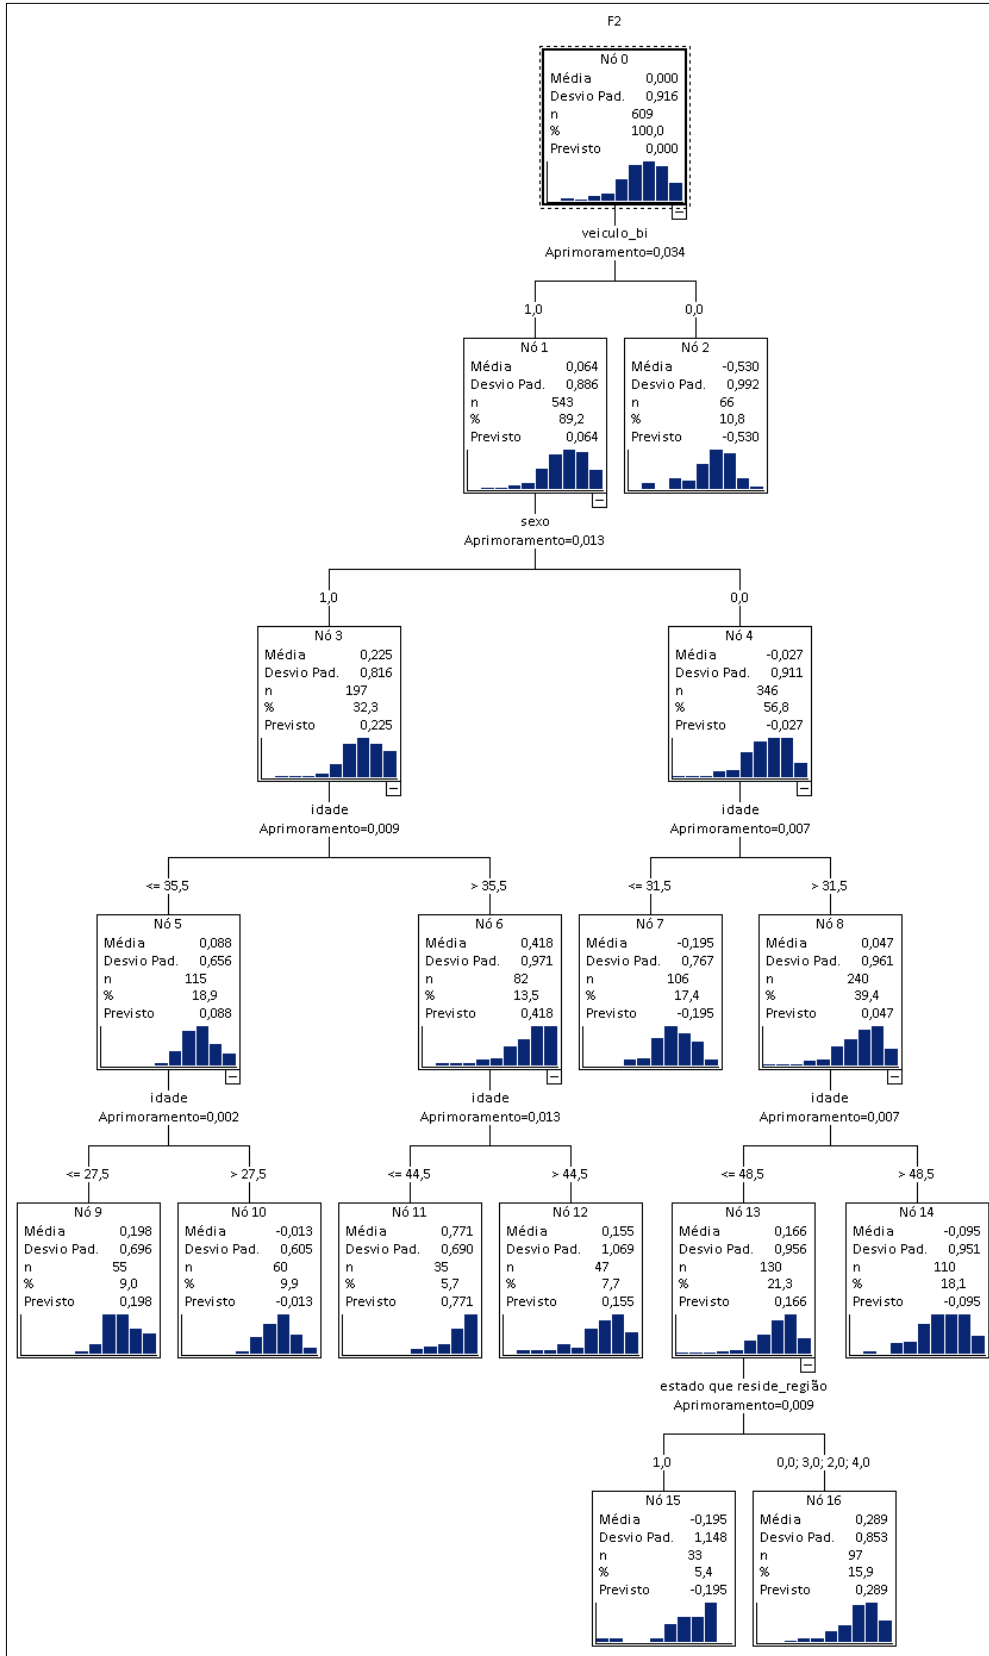 F2
Nó 0
Média 0,000
Desvio Pad. 0,916
n 609
% 100,0
Previsto 0,000
veiculo_bi
Aprimoramento=0,034
1,0
0,0
Nó 1
Média 0,064
Desvio Pad. 0,886
n 543
% 89,2
Previsto 0,064
Nó 2
Média -0,530
Desvio Pad. 0,992
n 66
% 10,8
Previsto -0,530
sexo
Aprimoramento=0,013
1,0
0,0
Nó 3
Média 0,225
Desvio Pad. 0,816
n 197
% 32,3
Previsto 0,225
Nó 4
Média -0,027
Desvio Pad. 0,911
n 346
% 56,8
Previsto -0,027
idade
Aprimoramento=0,009
idade
Aprimoramento=0,007
<= 35,5
> 35,5
<= 31,5
> 31,5
Nó 5
Média 0,088
Desvio Pad. 0,656
n 115
% 18,9
Previsto 0,088
Nó 6
Média 0,418
Desvio Pad. 0,971
n 82
% 13,5
Previsto 0,418
Nó 7
Média -0,195
Desvio Pad. 0,767
n 106
% 17,4
Previsto -0,195
Nó 8
Média 0,047
Desvio Pad. 0,961
n 240
% 39,4
Previsto 0,047
idade
Aprimoramento=0,002
idade
Aprimoramento=0,013
idade
Aprimoramento=0,007
<= 27,5
> 27,5
<= 44,5
> 44,5
<= 48,5
> 48,5
Nó 9
Média 0,198
Desvio Pad. 0,696
n 55
% 9,0
Previsto 0,198
Nó 10
Média -0,013
Desvio Pad. 0,605
n 60
% 9,9
Previsto -0,013
Nó 11
Média 0,771
Desvio Pad. 0,690
n 35
% 5,7
Previsto 0,771
Nó 12
Média 0,155
Desvio Pad. 1,069
n 47
% 7,7
Previsto 0,155
Nó 13
Média 0,166
Desvio Pad. 0,956
n 130
% 21,3
Previsto 0,166
Nó 14
Média -0,095
Desvio Pad. 0,951
n 110
% 18,1
Previsto -0,095
estado que reside_região
Aprimoramento=0,009
1,0
0,0; 3,0; 2,0; 4,0
Nó 15
Média -0,195
Desvio Pad. 1,148
n 33
% 5,4
Previsto -0,195
Nó 16
Média 0,289
Desvio Pad. 0,853
n 97
% 15,9
Previsto 0,289